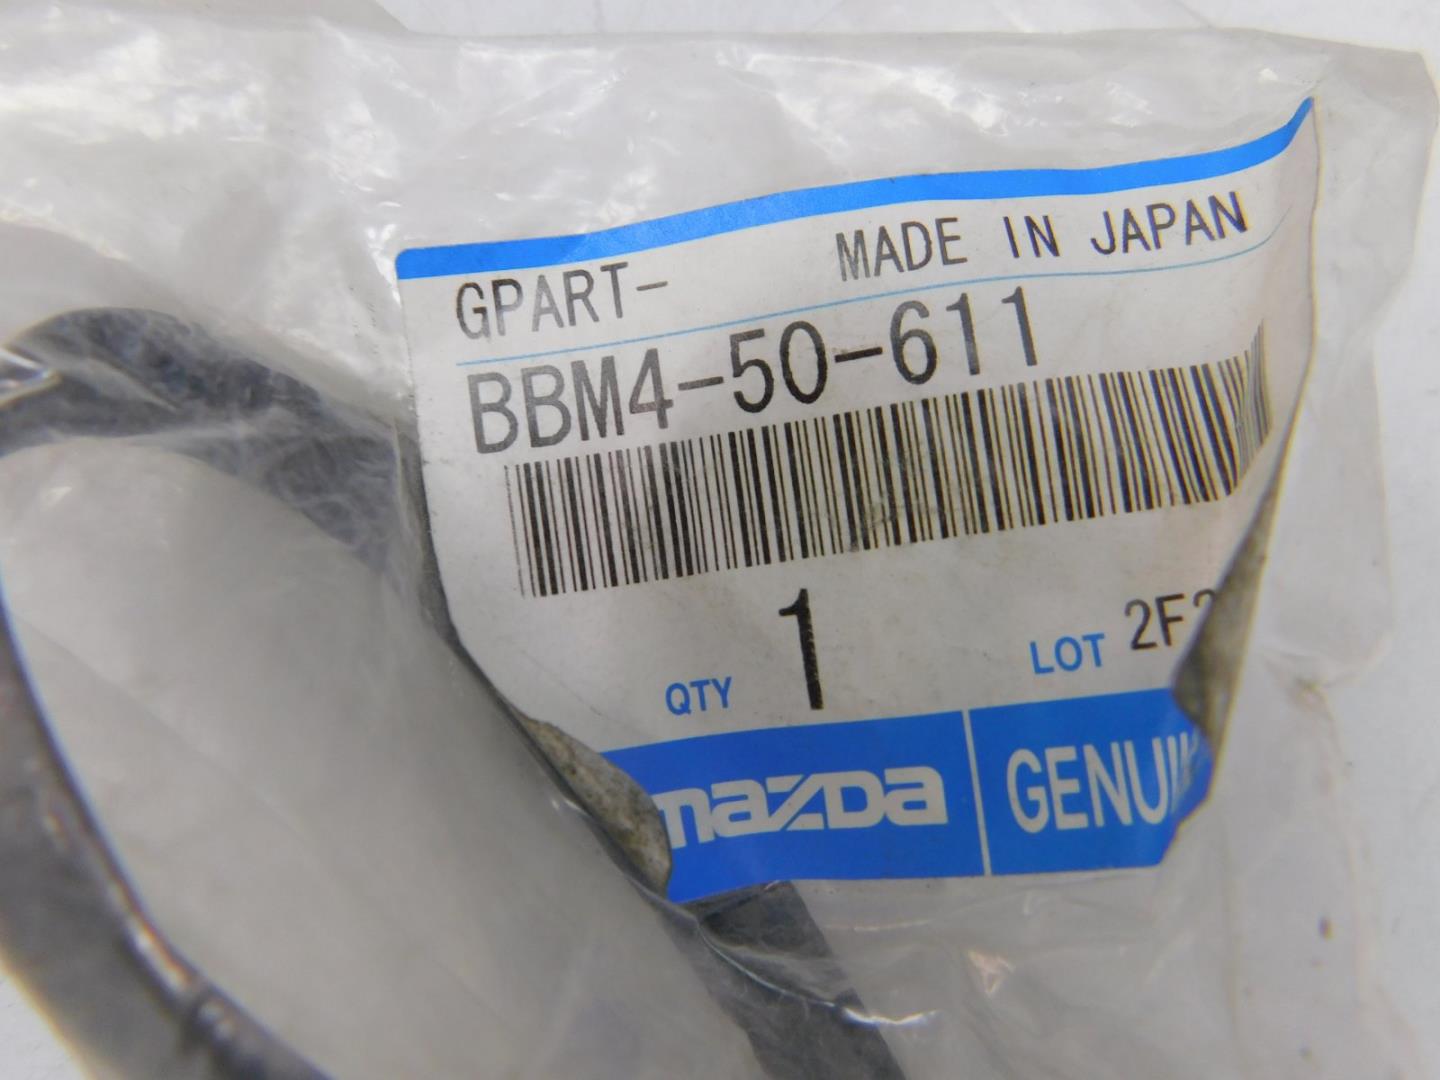 GPART- MADE IN JAPAN
BBM4-50-611
QTY 1 LOT
mazda